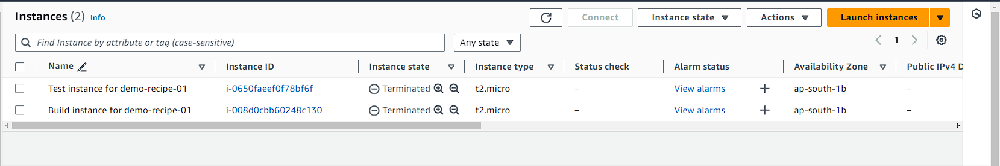 Instances (2) Info
Connect Instance state Actions Launch instances
Find Instance by attribute or tag (case-sensitive) Any state 1
Name Instance ID Instance state Instance type Status check Alarm status Availability Zone Public IPv4 D
Test instance for demo-recipe-01 i-0650faeef0f78bf6f Terminated t2.micro – View alarms + ap-south-1b –
Build instance for demo-recipe-01 i-008d0cbb60248c130 Terminated t2.micro – View alarms + ap-south-1b –